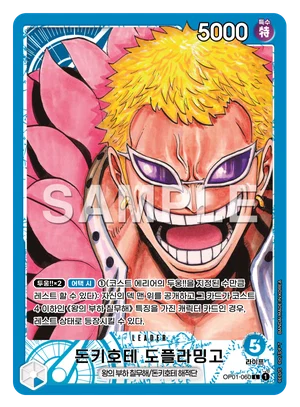 5000
특수
特
SAMPLE
두웅!!×2 어택 시 ①(코스트 에리어의 두웅!!을 지정된 수만큼
레스트 할 수 있다): 자신의 덱 맨 위를 공개하고 그 카드가 코스트
4 이하인 《왕의 부하 칠무해》 특징을 가진 캐릭터 카드인 경우,
레스트 상태로 등장시킬 수 있다.
LEADER
돈키호테 도플라밍고
왕의 부하 칠무해/돈키호테 해적단
5
라이프
OP01-060 L 1